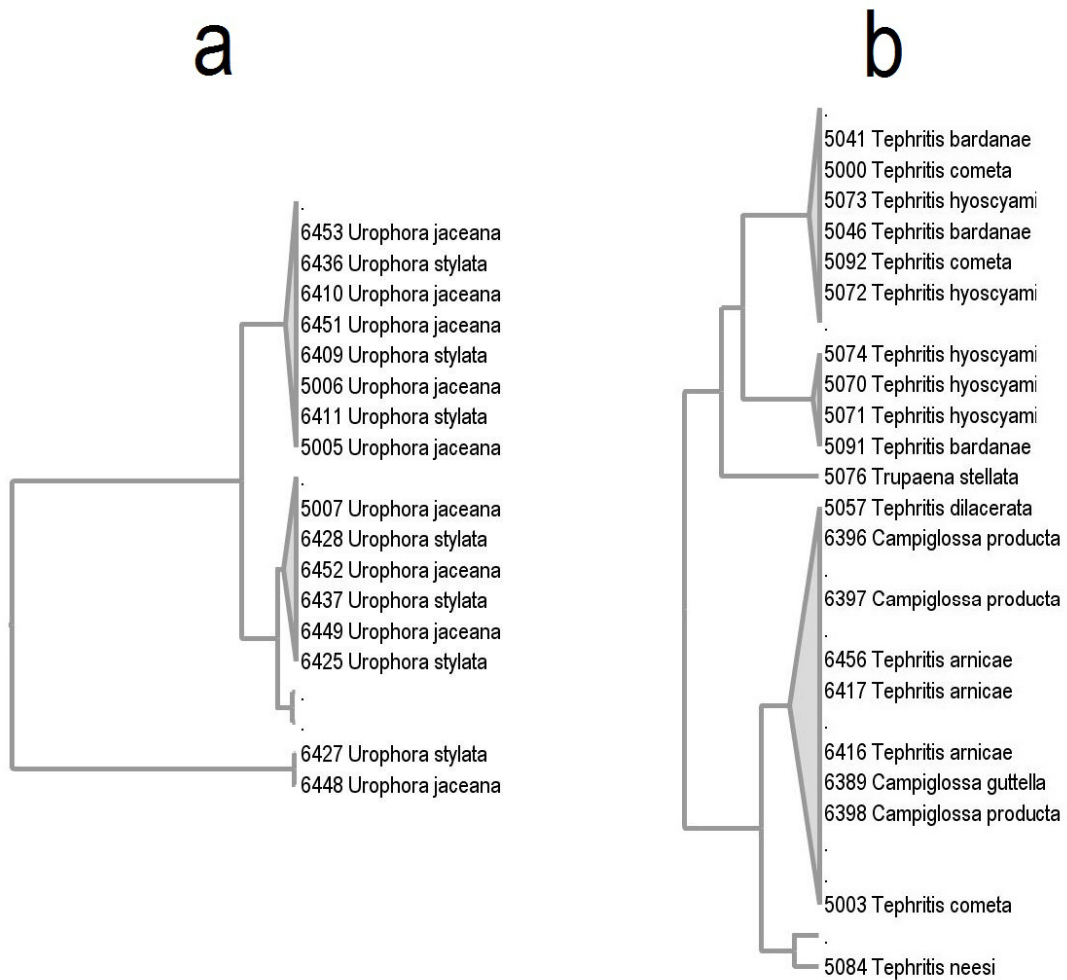 a
.
6453 Urophora jaceana
6436 Urophora stylata
6410 Urophora jaceana
6451 Urophora jaceana
6409 Urophora stylata
5006 Urophora jaceana
6411 Urophora stylata
5005 Urophora jaceana
.
5007 Urophora jaceana
6428 Urophora stylata
6452 Urophora jaceana
6437 Urophora stylata
6449 Urophora jaceana
6425 Urophora stylata
.
.
6427 Urophora stylata
6448 Urophora jaceana
b
.
5041 Tephritis bardanae
5000 Tephritis cometa
5073 Tephritis hyoscyami
5046 Tephritis bardanae
5092 Tephritis cometa
5072 Tephritis hyoscyami
.
5074 Tephritis hyoscyami
5070 Tephritis hyoscyami
5071 Tephritis hyoscyami
5091 Tephritis bardanae
5076 Trupaena stellata
5057 Tephritis dilacerata
6396 Campiglossa producta
.
6397 Campiglossa producta
.
6456 Tephritis arnicae
6417 Tephritis arnicae
.
6416 Tephritis arnicae
6389 Campiglossa guttella
6398 Campiglossa producta
.
.
5003 Tephritis cometa
.
5084 Tephritis neesi